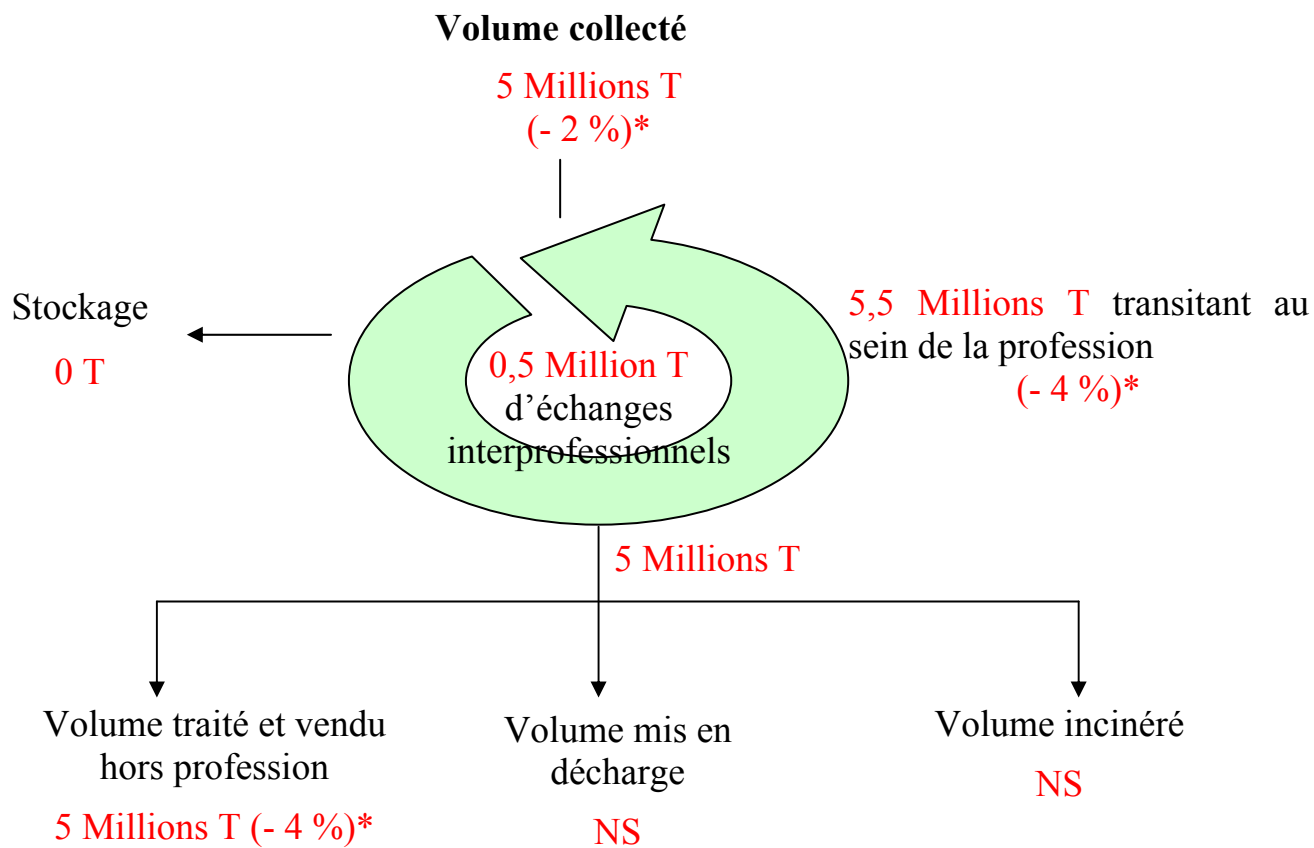 Volume collecté
5 Millions T
(- 2 %)*
Stockage
0 T
0,5 Million T
d’échanges
interprofessionnels
5,5 Millions T transitant au
sein de la profession
(- 4 %)*
5 Millions T
Volume traité et vendu
hors profession
5 Millions T (- 4 %)*
Volume mis en
décharge
NS
Volume incinéré
NS